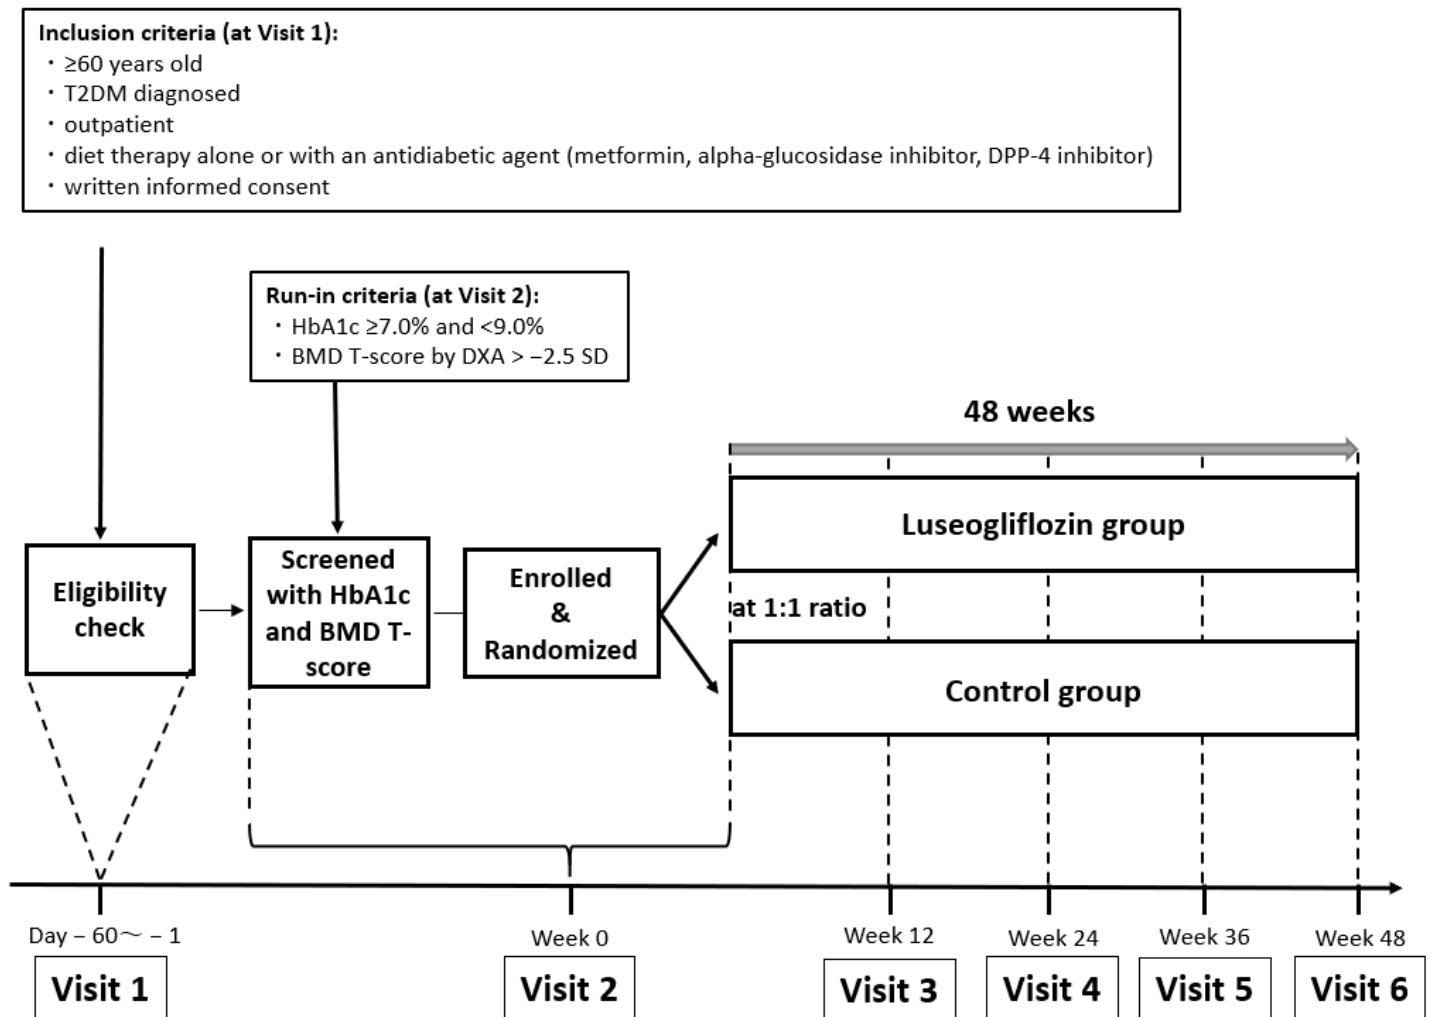 Inclusion criteria (at Visit 1):
・≥60 years old
・T2DM diagnosed
・outpatient
・diet therapy alone or with an antidiabetic agent (metformin, alpha-glucosidase inhibitor, DPP-4 inhibitor)
・written informed consent
Run-in criteria (at Visit 2):
・HbA1c ≥7.0% and <9.0%
・BMD T-score by DXA > −2.5 SD
48 weeks
Eligibility
check
Screened
with HbA1c
and BMD T-
score
Enrolled
&
Randomized
Luseogliflozin group
at 1:1 ratio
Control group
Day − 60～ − 1
Week 0
Week 12
Week 24
Week 36
Week 48
Visit 1
Visit 2
Visit 3
Visit 4
Visit 5
Visit 6